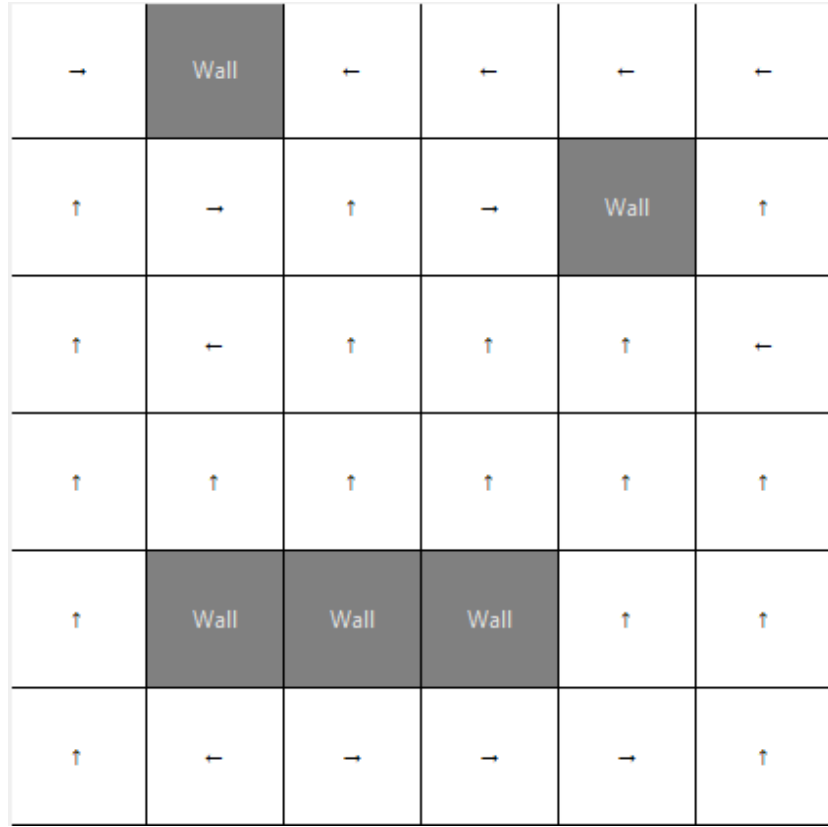 → Wall ← ← ← ←
↑ → ↑ → Wall ↑
↑ ← ↑ ↑ ↑ ←
↑ ↑ ↑ ↑ ↑ ↑
↑ Wall Wall Wall ↑ ↑
↑ ← → → → ↑